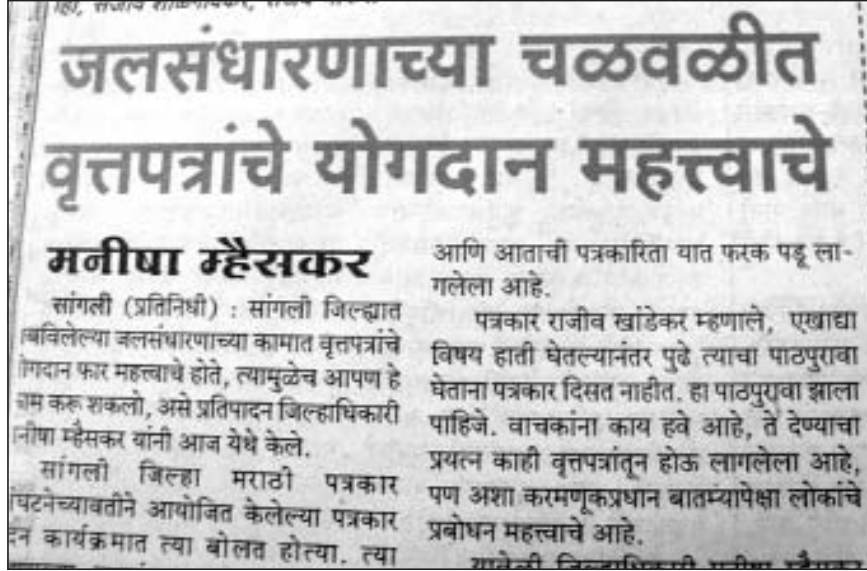 जलसंधारणाच्या चळवळीत
वृत्तपत्रांचे योगदान महत्त्वाचे
मनीषा म्हैसकर
सांगली (प्रतिनिधी) : सांगली जिल्ह्यात
जलसंधारणाच्या कामात वृत्तपत्रांचे
फार महत्त्वाचे होते, त्यामुळेच आपण हे
करू शकलो, असे प्रतिपादन जिल्हाधिकारी
म्हैसकर यांनी आज येथे केले.
सांगली जिल्हा मराठी पत्रकार
आयोजित केलेल्या पत्रकार
कार्यक्रमात त्या बोलत होत्या. त्या
आणि आताची पत्रकारिता यात फरक पडू ला-
गलेला आहे.
पत्रकार राजीव खांडेकर म्हणाले, एखाद्या
विषय हाती घेतल्यानंतर पुढे त्याचा पाठपुरावा
घेताना पत्रकार दिसत नाहीत. हा पाठपुरावा झाला
पाहिजे. वाचकांना काय हवे आहे, ते देण्याचा
प्रयत्न काही वृत्तपत्रांतून होऊ लागलेला आहे,
पण अशा करमणूकप्रधान बातम्यापेक्षा लोकांचे
प्रबोधन महत्त्वाचे आहे.
यावेळी जिल्हाधिकारी मनीषा म्हैसकर